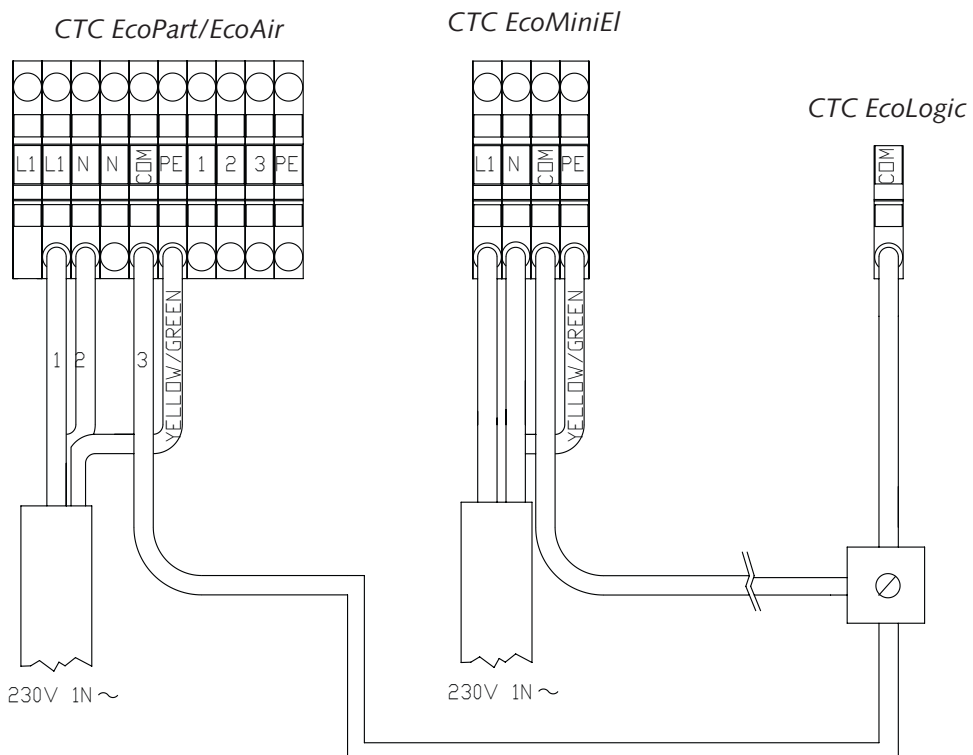 CTC EcoPart/EcoAir
CTC EcoMiniEl
CTC EcoLogic
L1 L1 N N COM PE 1 2 3 PE
L1 N COM PE
COM
1 2 3 YELLOW/GREEN
YELLOW/GREEN
230V 1N ~
230V 1N ~